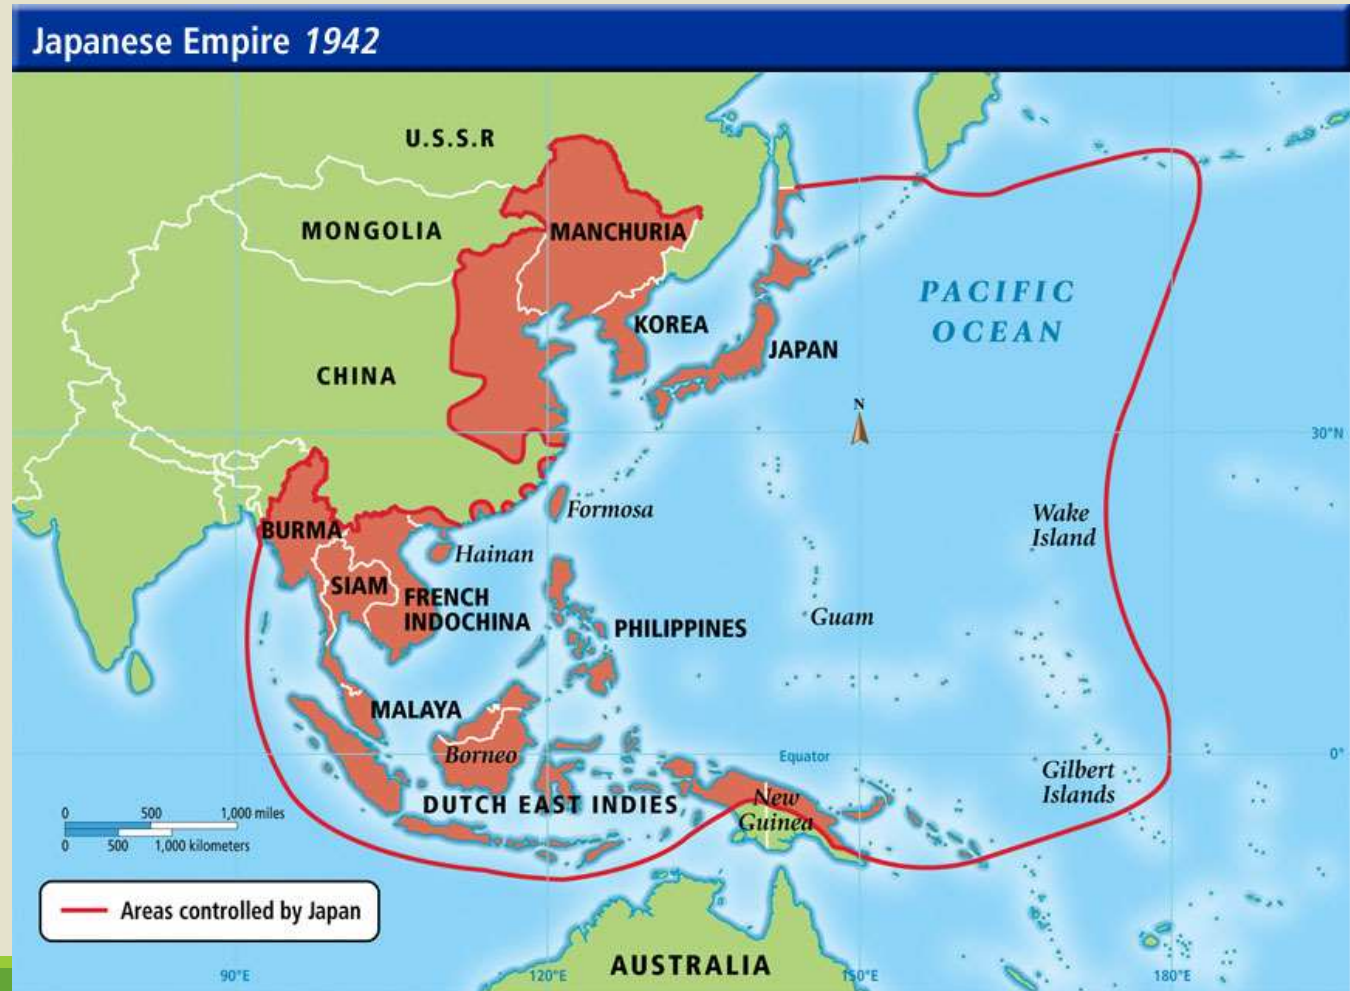 Japanese Empire 1942
U.S.S.R
MONGOLIA
MANCHURIA
KOREA
JAPAN
CHINA
PACIFIC
OCEAN
N
30°N
Formosa
Wake
Island
BURMA
Hainan
SIAM
FRENCH
INDOCHINA
Guam
PHILIPPINES
MALAYA
Borneo
Equator
0°
Gilbert
Islands
DUTCH EAST INDIES
New
Guinea
0 500 1,000 miles
0 500 1,000 kilometers
Areas controlled by Japan
AUSTRALIA
90°E 120°E 150°E 180°E